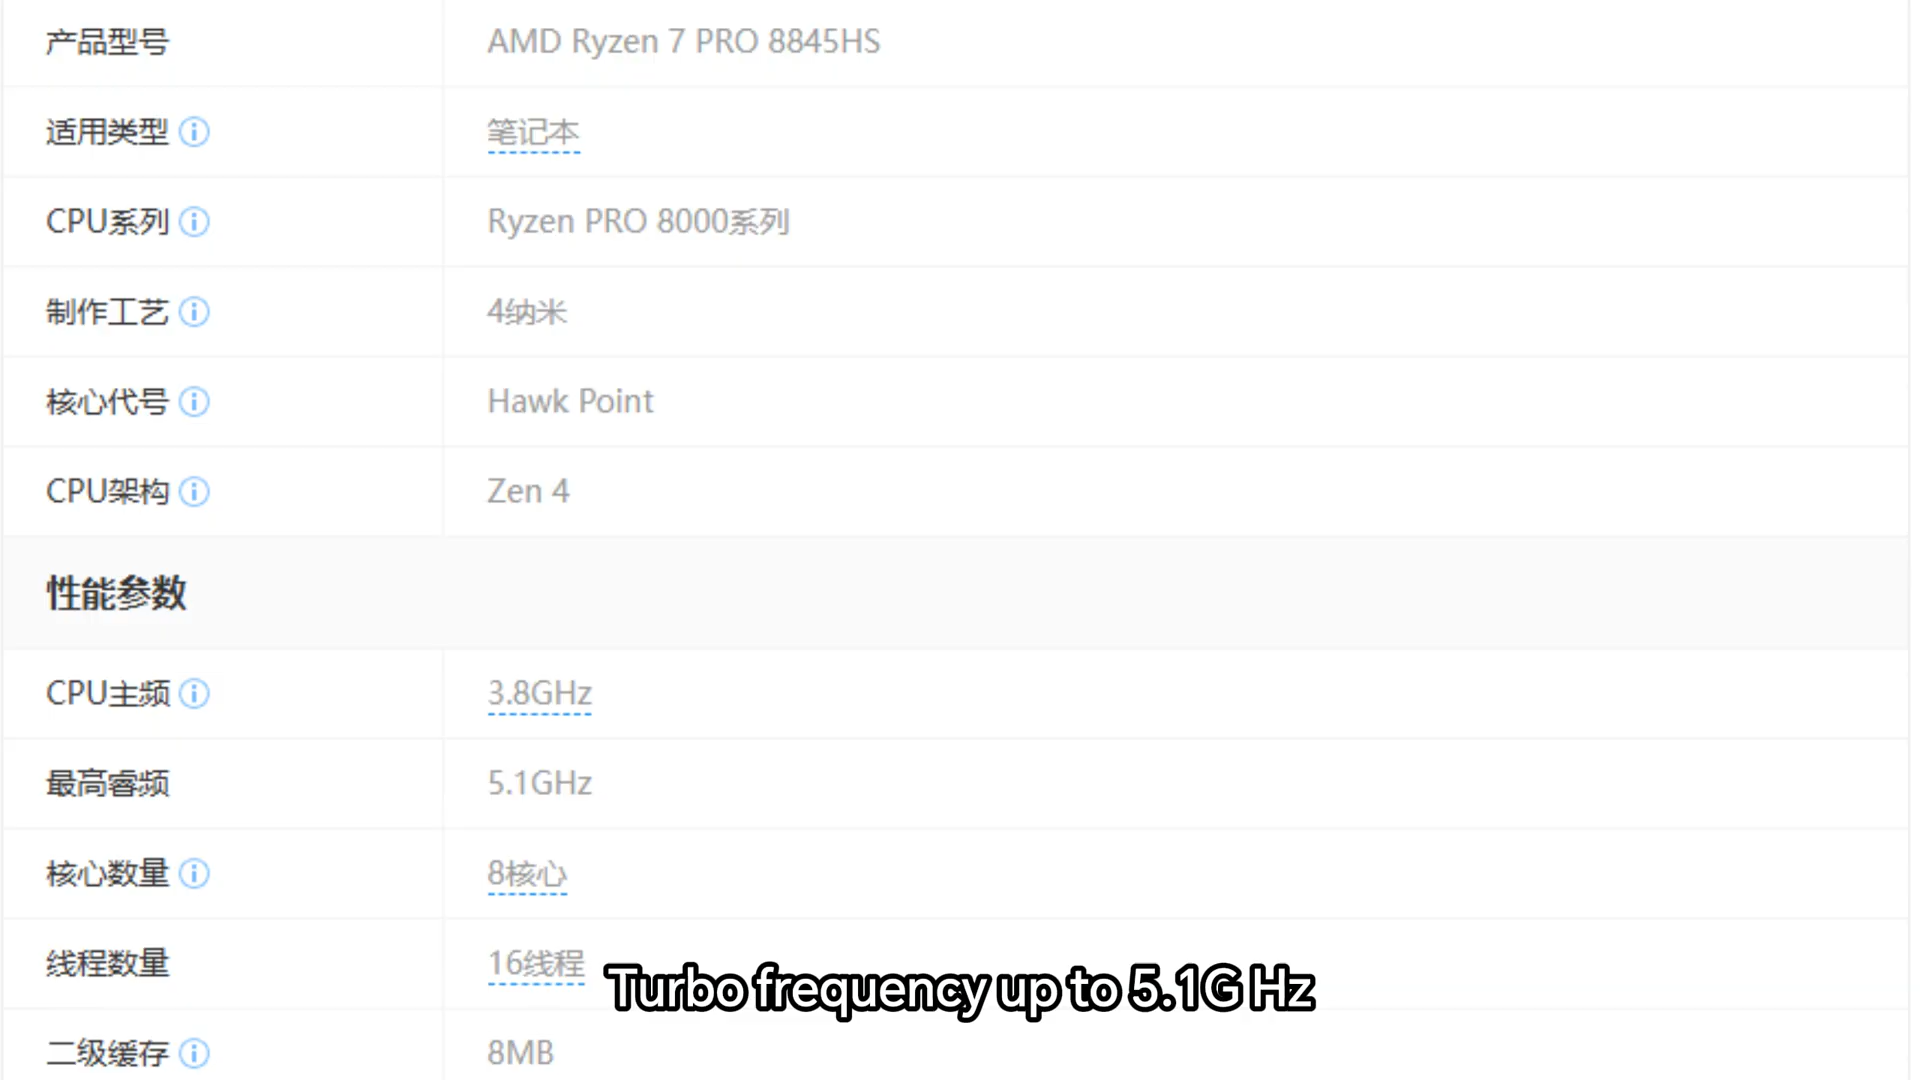 产品型号 AMD Ryzen 7 PRO 8845HS
适用类型 笔记本
CPU系列 Ryzen PRO 8000系列
制作工艺 4纳米
核心代号 Hawk Point
CPU架构 Zen 4
性能参数
CPU主频 3.8GHz
最高睿频 5.1GHz
核心数量 8核心
线程数量 16线程
Turbo frequency up to 5.1G Hz
二级缓存 8MB